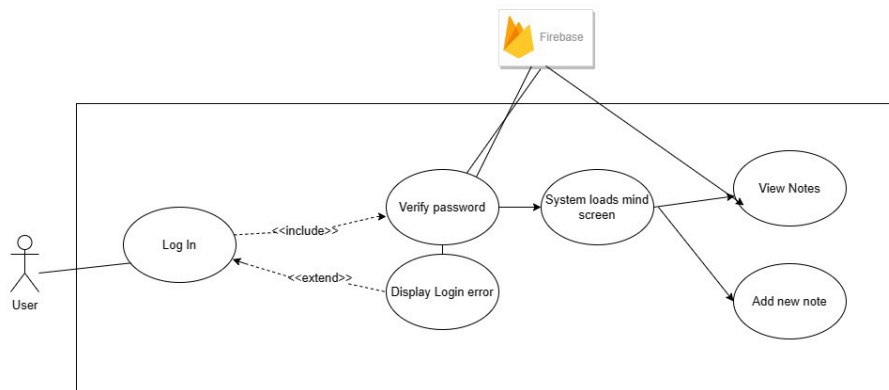 Firebase
View Notes
Verify password
System loads mind
screen
<<include>>
Log In
<<extend>>
Display Login error
User
Add new note